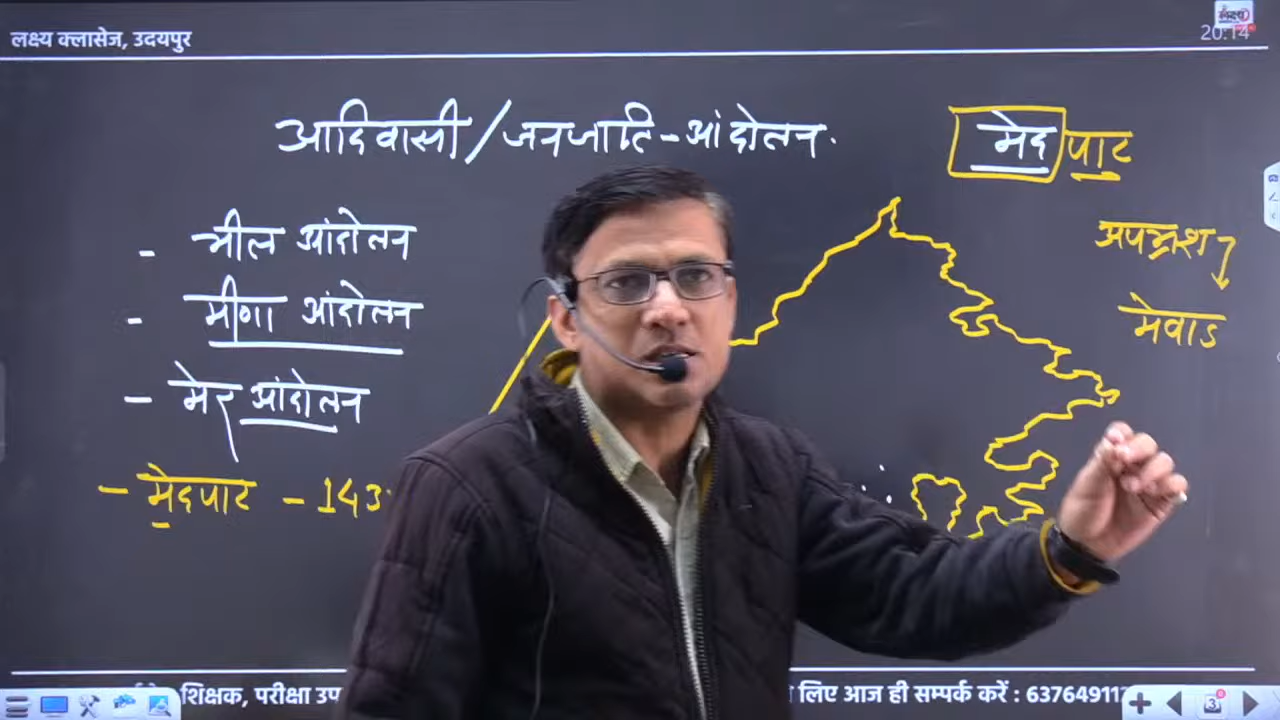 लक्ष्य क्लासेज, उदयपुर
20:14
आदिवासी/जनजाति-आंदोलन.
मेदपाट
- भील आंदोलन
अपभ्रंश
- मीणा आंदोलन
मेवाड
- मेर आंदोलन
- मेदपाट - 143
शिक्षक, परीक्षा उप
लिए आज ही सम्पर्क करें : 63764911
3